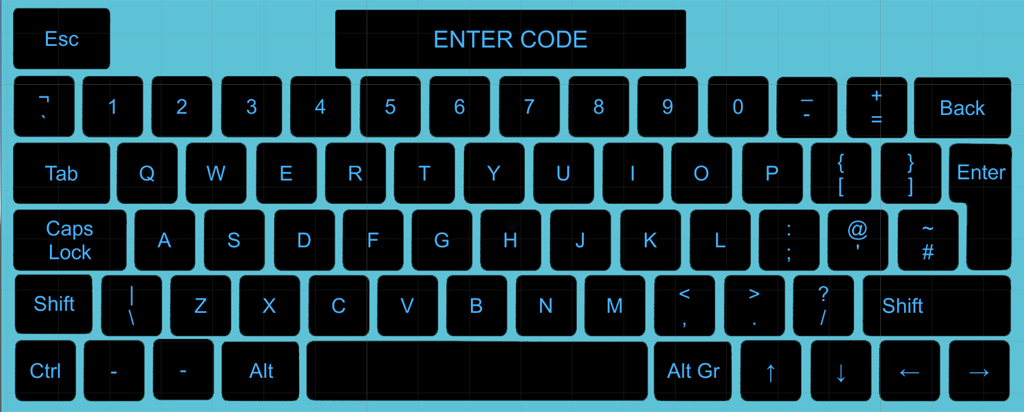 Esc ENTER CODE
¬ 1 2 3 4 5 6 7 8 9 0 _ + Back
` - =
Tab Q W E R T Y U I O P { } Enter
[ ]
Caps Lock A S D F G H J K L : @ ~
; ' #
Shift | Z X C V B N M < > ? Shift
\ , . /
Ctrl - - Alt Alt Gr ↑ ↓ ← →